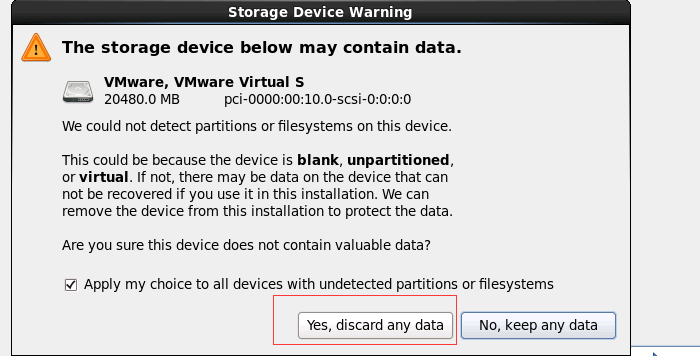 Storage Device Warning
The storage device below may contain data.
VMware, VMware Virtual S
20480.0 MB pci-0000:00:10.0-scsi-0:0:0:0
We could not detect partitions or filesystems on this device.
This could be because the device is blank, unpartitioned,
or virtual. If not, there may be data on the device that can
not be recovered if you use it in this installation. We can
remove the device from this installation to protect the data.
Are you sure this device does not contain valuable data?
Apply my choice to all devices with undetected partitions or filesystems
Yes, discard any data No, keep any data